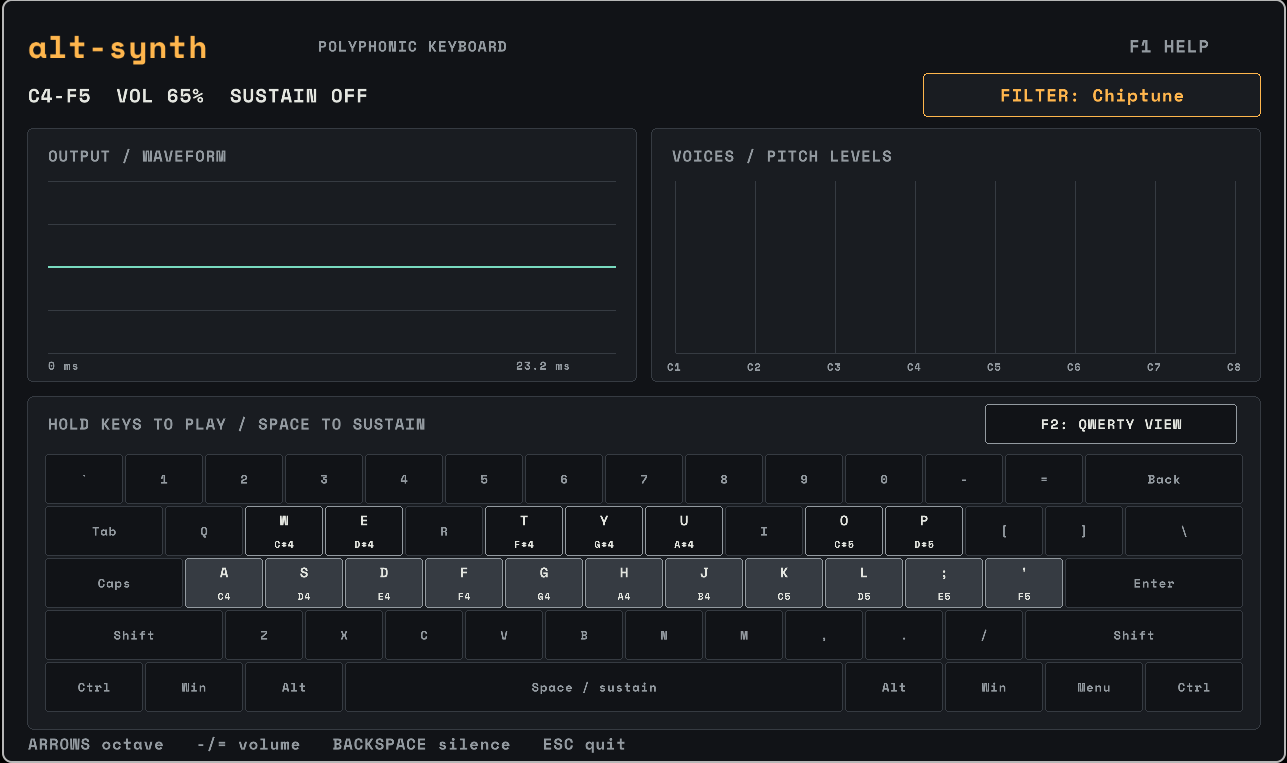 alt-synth POLYPHONIC KEYBOARD F1 HELP
C4-F5 VOL 65% SUSTAIN OFF FILTER: Chiptune
OUTPUT / WAVEFORM VOICES / PITCH LEVELS
0 ms 23.2 ms C1 C2 C3 C4 C5 C6 C7 C8
HOLD KEYS TO PLAY / SPACE TO SUSTAIN F2: QWERTY VIEW
` 1 2 3 4 5 6 7 8 9 0 - = Back
Tab Q W E R T Y U I O P [ ] \
C#4 D#4 F#4 G#4 A#4 C#5 D#5
Caps A S D F G H J K L ; ' Enter
C4 D4 E4 F4 G4 A4 B4 C5 D5 E5 F5
Shift Z X C V B N M , . / Shift
Ctrl Win Alt Space / sustain Alt Win Menu Ctrl
ARROWS octave -/= volume BACKSPACE silence ESC quit